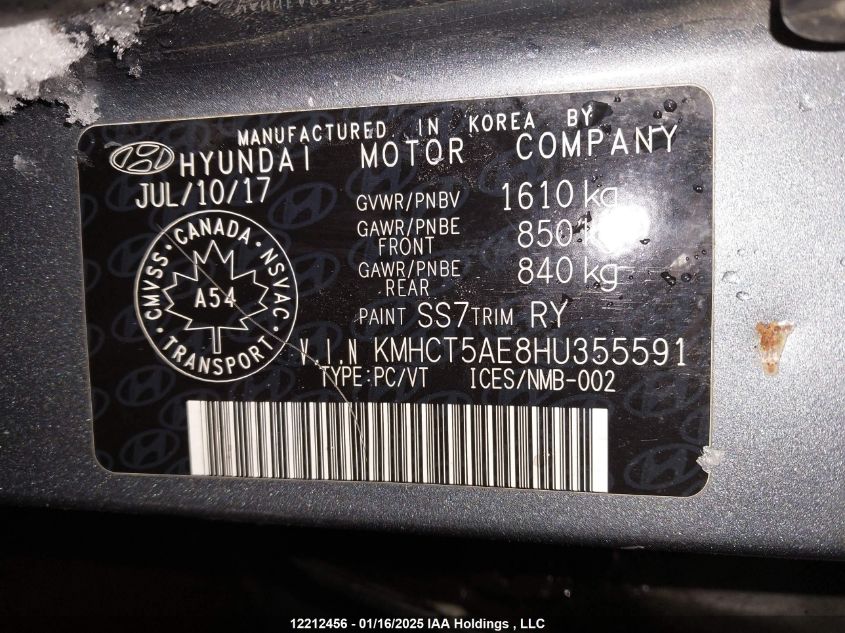 MANUFACTURED IN KOREA BY
HYUNDAI MOTOR COMPANY
JUL/10/17
GVWR/PNBV 1610 kg
GAWR/PNBE FRONT 850
GAWR/PNBE REAR 840 kg
PAINT SS7 TRIM RY
CMVSS · CANADA · NSVAC
A54
TRANSPORT
V.I.N KMHCT5AE8HU355591
TYPE:PC/VT ICES/NMB-002
12212456 - 01/16/2025 IAA Holdings , LLC